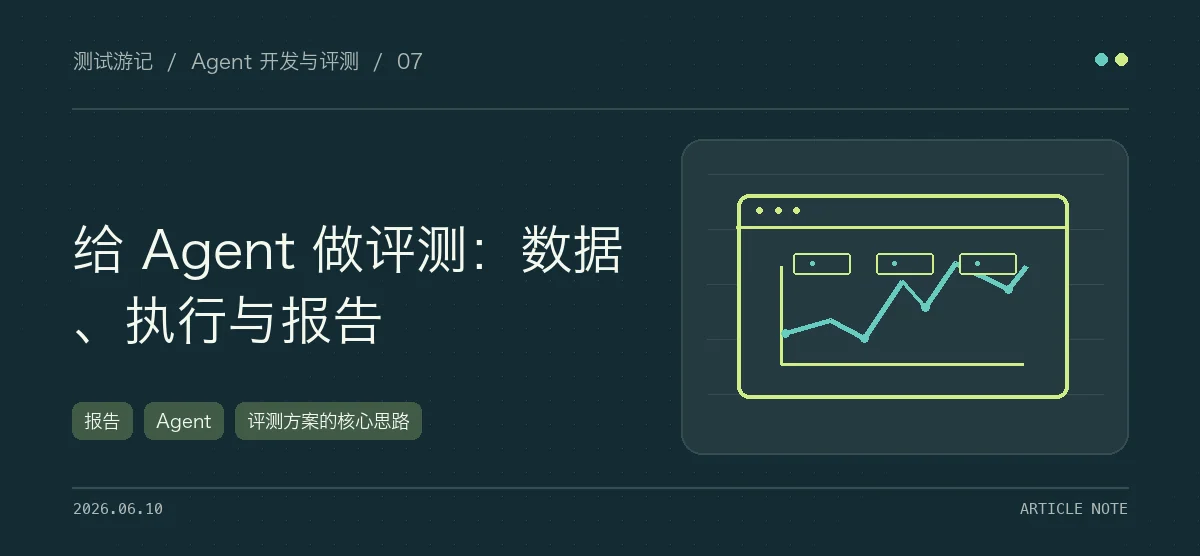 测试游记 / Agent 开发与评测 / 07
给 Agent 做评测：数据
、执行与报告
报告 Agent 评测方案的核心思路
2026.06.10 ARTICLE NOTE